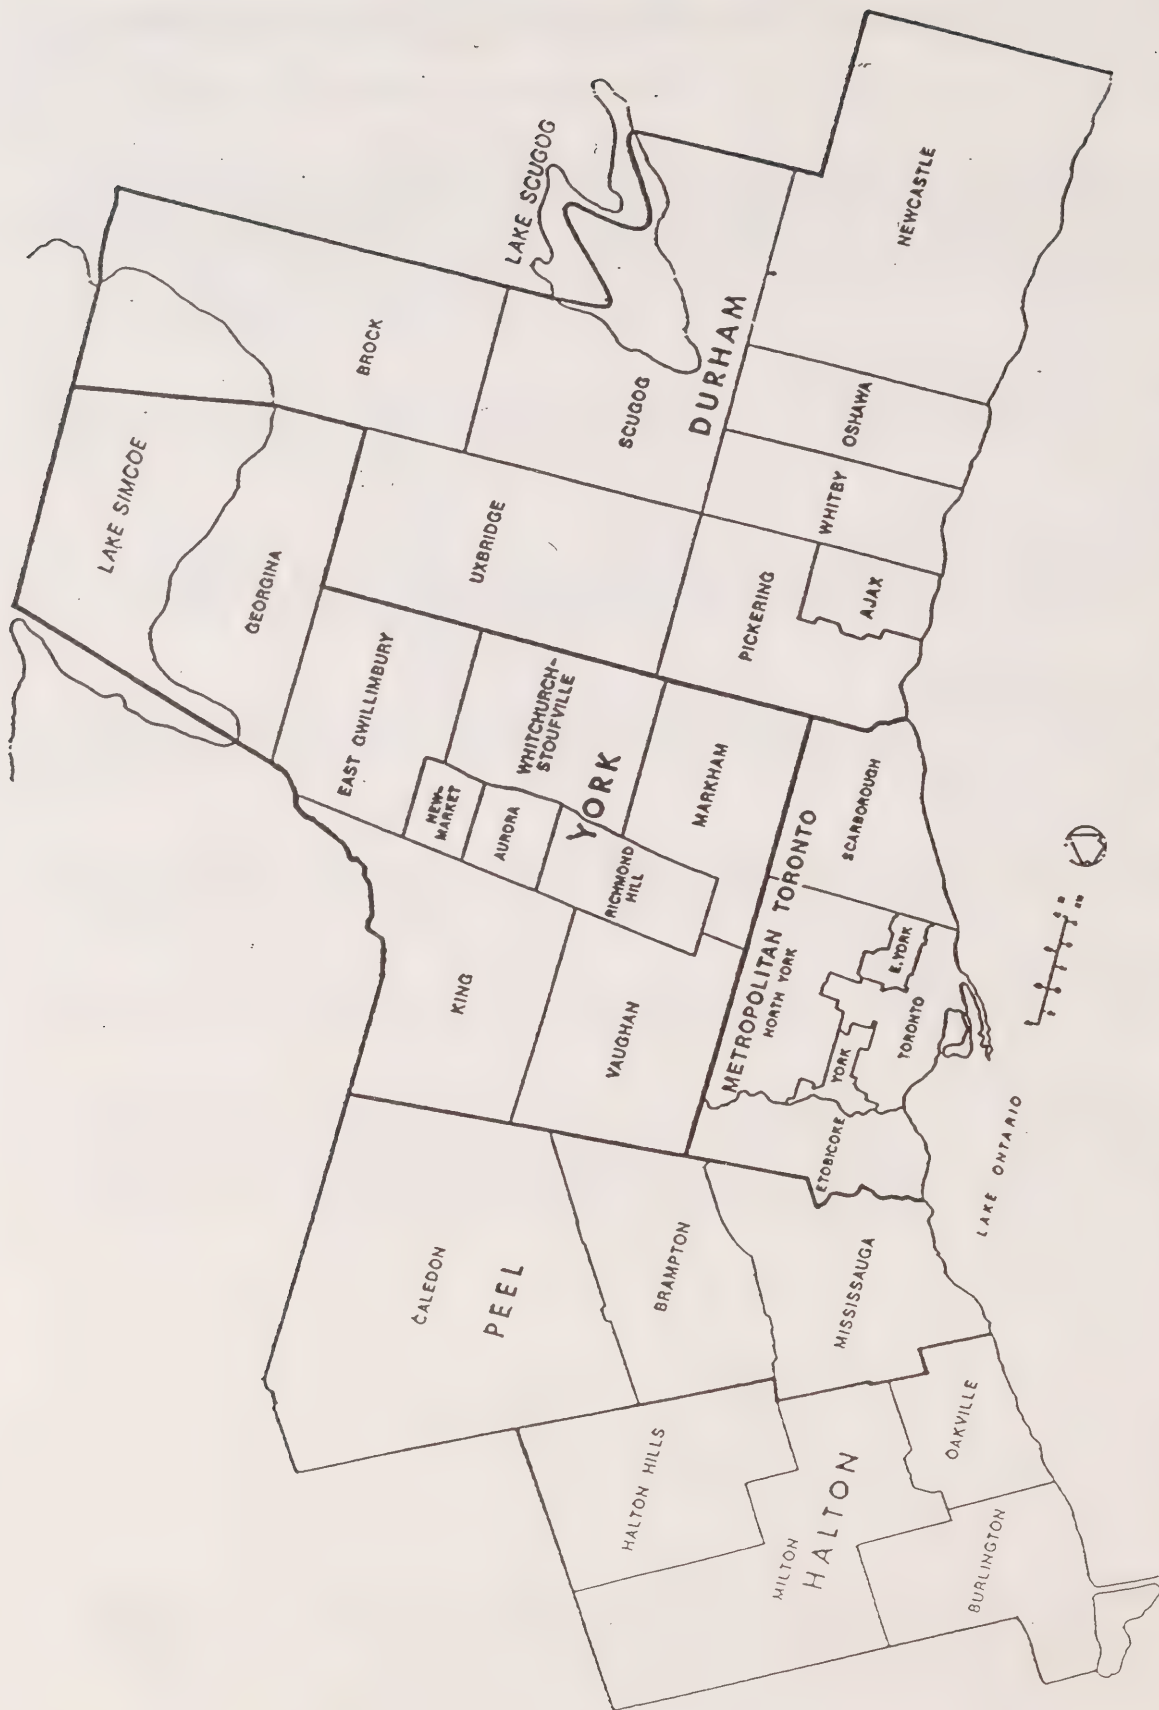 LAKE SIMCOE
LAKE SCUGOG
BROCK
GEORGINA
SCUGOG
UXBRIDGE
DURHAM
NEWCASTLE
OSHAWA
WHITBY
AJAX
PICKERING
EAST GWILLIMBURY
WHITCHURCH-
STOUFVILLE
NEW-
MARKET
AURORA
YORK
MARKHAM
RICHMOND
HILL
KING
VAUGHAN
METROPOLITAN TORONTO
SCARBOROUGH
NORTH YORK
E.YORK
YORK
TORONTO
ETOBICOKE
LAKE ONTARIO
CALEDON
PEEL
BRAMPTON
MISSISSAUGA
HALTON HILLS
MILTON
HALTON
OAKVILLE
BURLINGTON